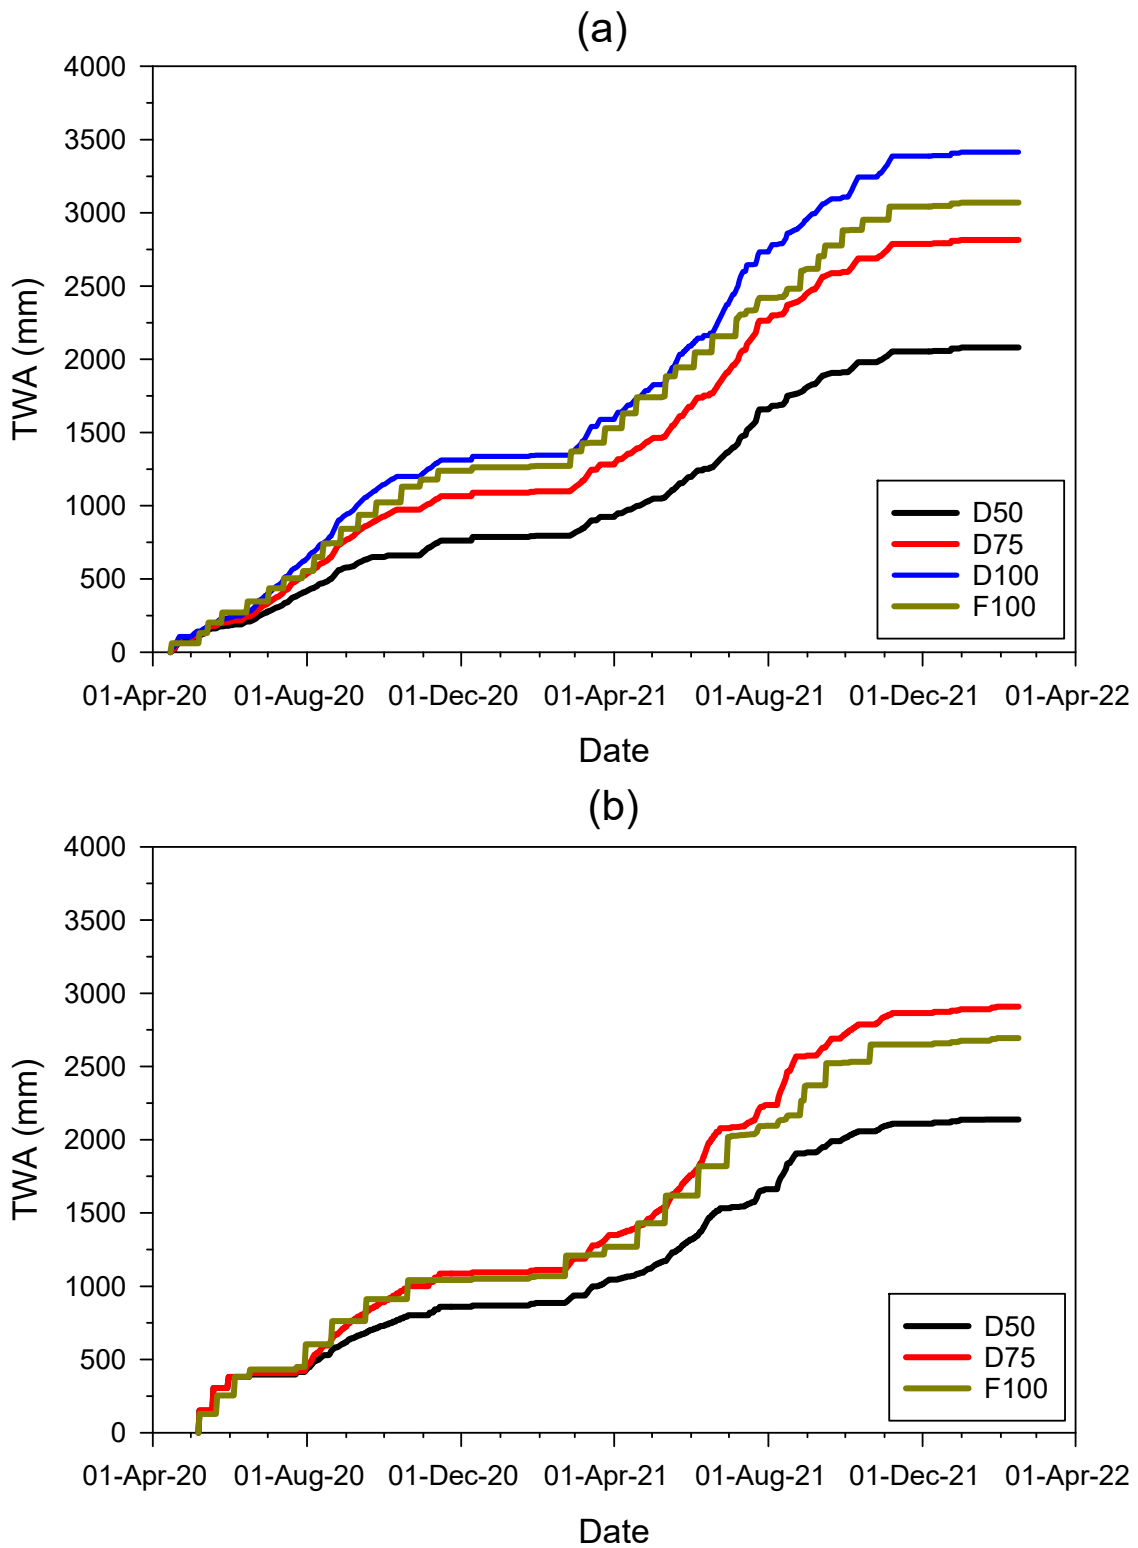 (a)
4000
3500
3000
2500
2000
1500
1000
500
0
TWA (mm)
D50
D75
D100
F100
01-Apr-20 01-Aug-20 01-Dec-20 01-Apr-21 01-Aug-21 01-Dec-21 01-Apr-22
Date
(b)
4000
3500
3000
2500
2000
1500
1000
500
0
TWA (mm)
D50
D75
F100
01-Apr-20 01-Aug-20 01-Dec-20 01-Apr-21 01-Aug-21 01-Dec-21 01-Apr-22
Date